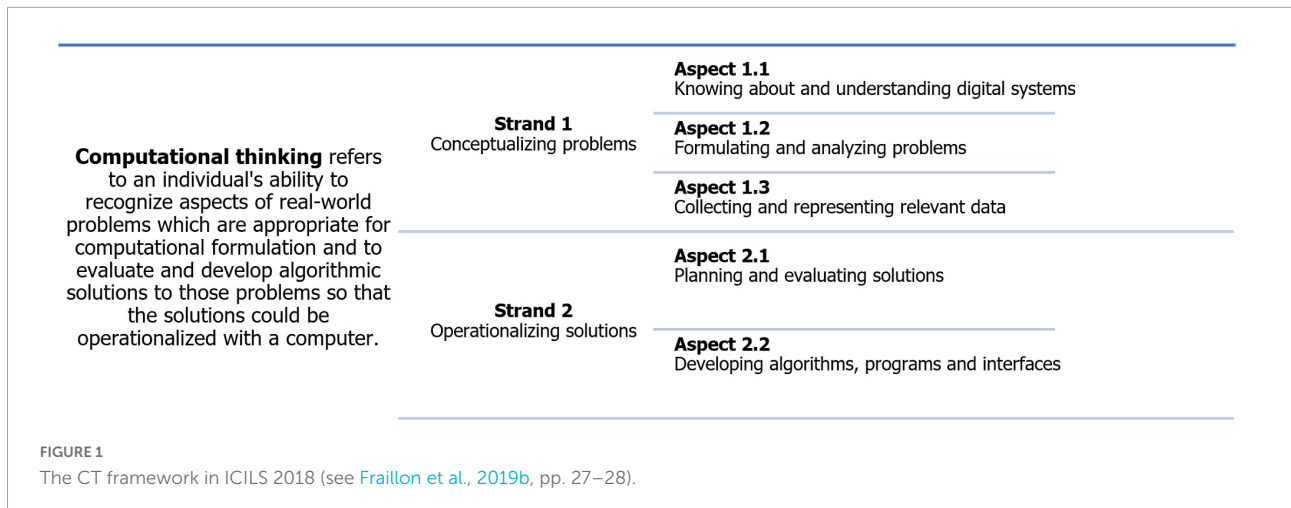 Computational thinking refers
to an individual's ability to
recognize aspects of real-world
problems which are appropriate for
computational formulation and to
evaluate and develop algorithmic
solutions to those problems so that
the solutions could be
operationalized with a computer.
Strand 1
Conceptualizing problems
Aspect 1.1
Knowing about and understanding digital systems
Aspect 1.2
Formulating and analyzing problems
Aspect 1.3
Collecting and representing relevant data
Strand 2
Operationalizing solutions
Aspect 2.1
Planning and evaluating solutions
Aspect 2.2
Developing algorithms, programs and interfaces
FIGURE 1
The CT framework in ICILS 2018 (see Fraillon et al., 2019b, pp. 27–28).